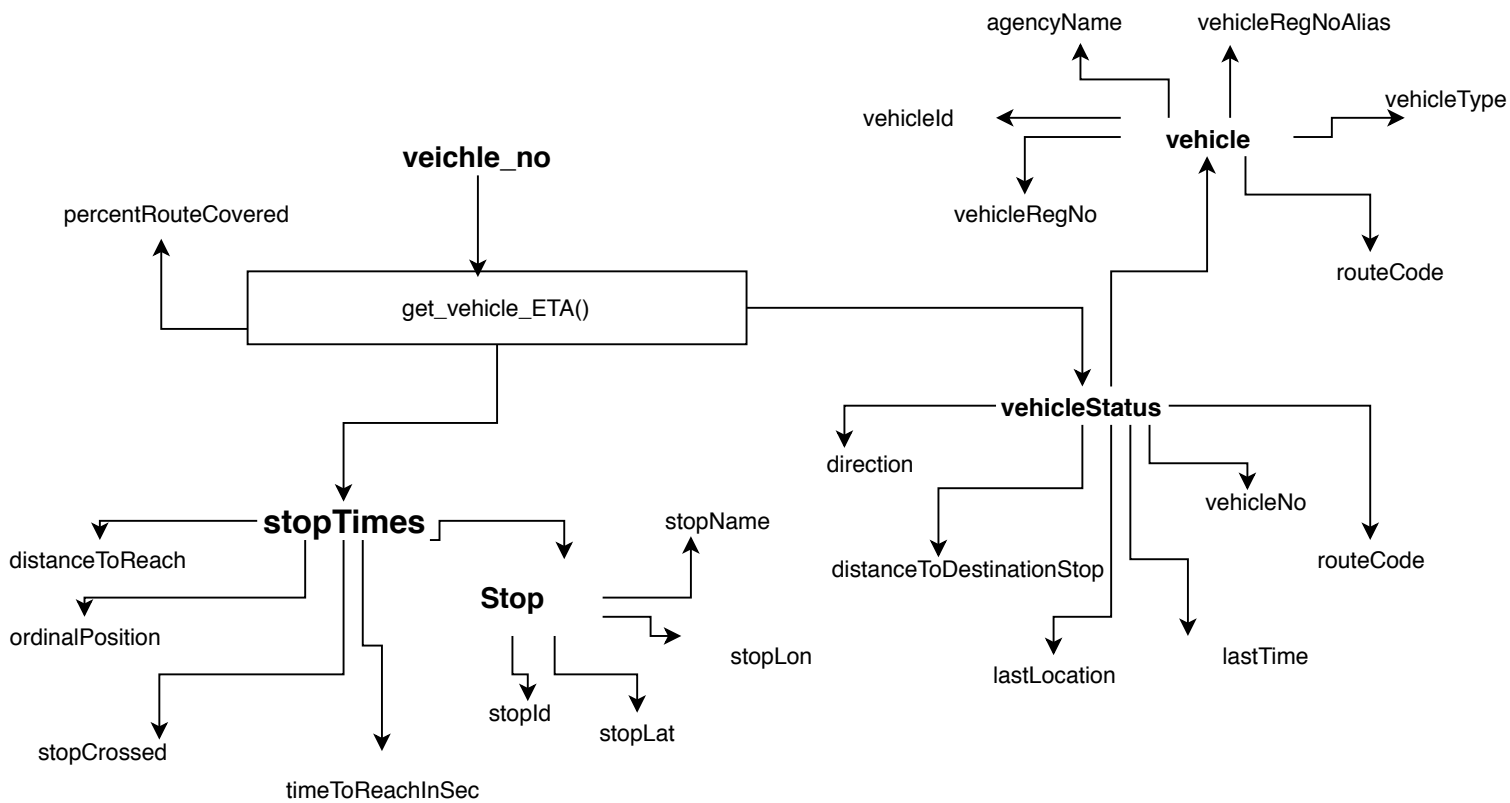 agencyName
vehicleRegNoAlias
vehicleType
vehicleId
vehicle
veichle_no
vehicleRegNo
percentRouteCovered
routeCode
get_vehicle_ETA()
vehicleStatus
direction
vehicleNo
stopTimes
stopName
distanceToReach
distanceToDestinationStop
routeCode
Stop
ordinalPosition
stopLon
lastTime
lastLocation
stopId
stopLat
stopCrossed
timeToReachInSec